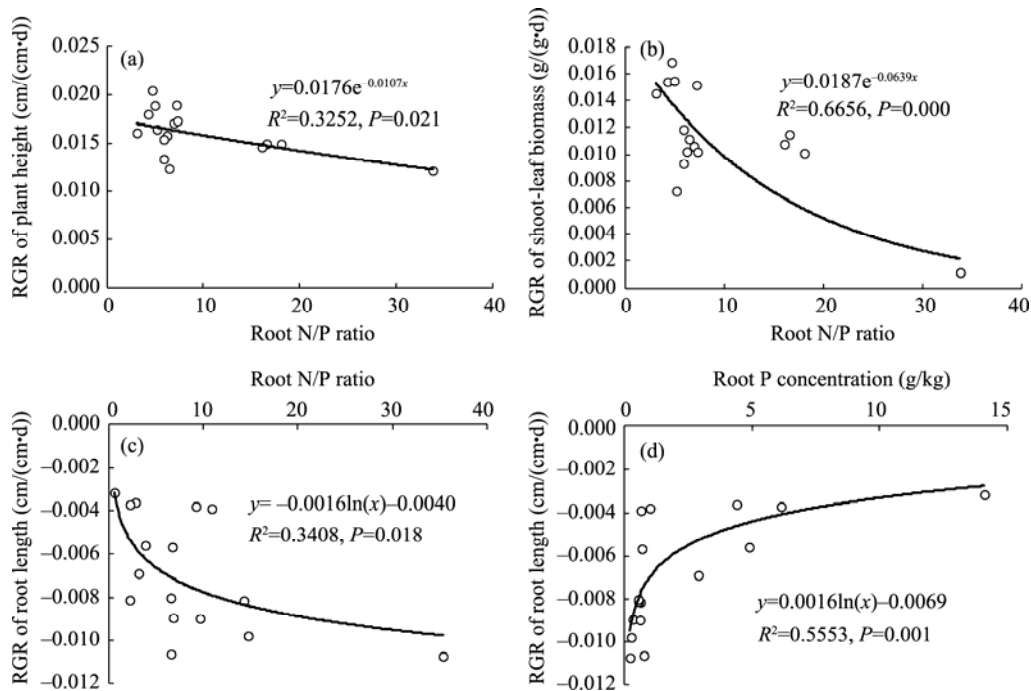 RGR of plant height (cm/(cm·d))
0.025
0.020
0.015
0.010
0.005
0.000
(a)
y=0.0176e^−0.0107x
R²=0.3252, P=0.021
0 10 20 30 40
Root N/P ratio
RGR of shoot-leaf biomass (g/(g·d))
0.018
0.016
0.014
0.012
0.010
0.008
0.006
0.004
0.002
0.000
(b)
y=0.0187e^−0.0639x
R²=0.6656, P=0.000
0 10 20 30 40
Root N/P ratio
Root N/P ratio
0 10 20 30 40
RGR of root length (cm/(cm·d))
0.000
−0.002
−0.004
−0.006
−0.008
−0.010
−0.012
(c)
y= −0.0016ln(x)−0.0040
R²=0.3408, P=0.018
Root P concentration (g/kg)
0 5 10 15
RGR of root length (cm/(cm·d))
0.000
−0.002
−0.004
−0.006
−0.008
−0.010
−0.012
(d)
y=0.0016ln(x)−0.0069
R²=0.5553, P=0.001